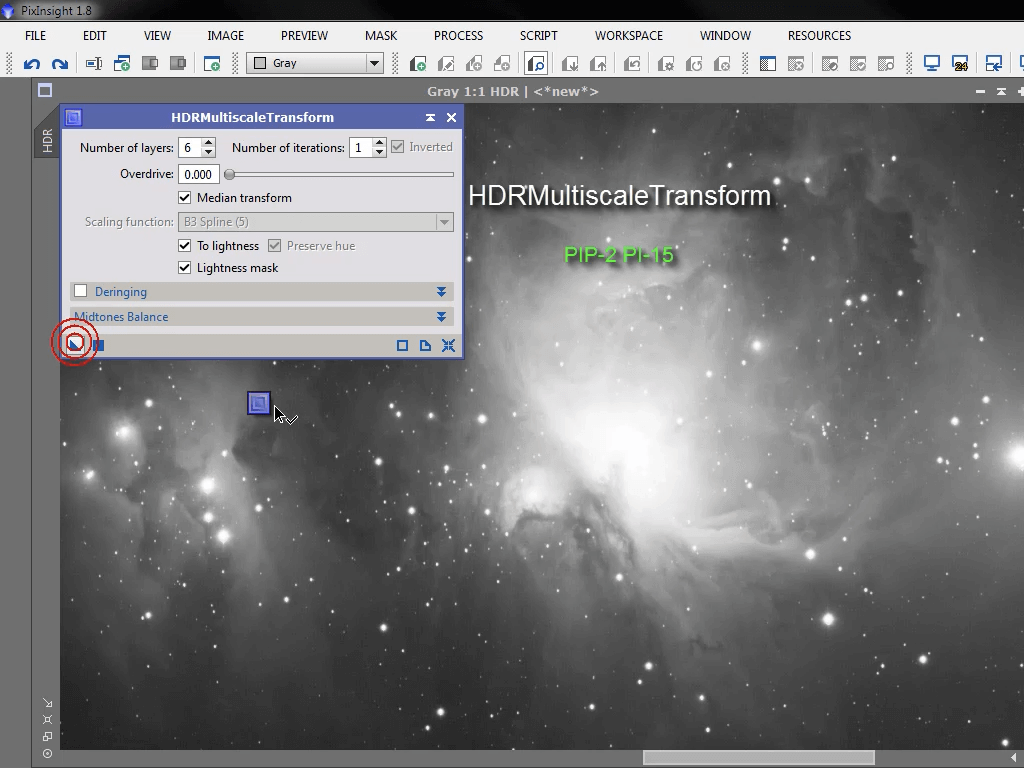 PixInsight 1.8
FILE EDIT VIEW IMAGE PREVIEW MASK PROCESS SCRIPT WORKSPACE WINDOW RESOURCES
Gray
24
Gray 1:1 HDR | <*new*>
HDR
HDRMultiscaleTransform
Number of layers: 6 Number of iterations: 1 Inverted
Overdrive: 0.000
Median transform
Scaling function: B3 Spline (5)
To lightness Preserve hue
Lightness mask
Deringing
Midtones Balance
HDRMultiscaleTransform
PIP-2 PI-15